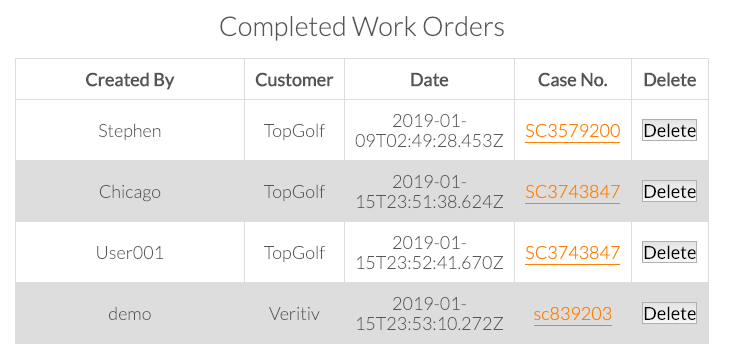 Completed Work Orders
Created By Customer Date Case No. Delete
Stephen TopGolf 2019-01-
09T02:49:28.453Z SC3579200 Delete
Chicago TopGolf 2019-01-
15T23:51:38.624Z SC3743847 Delete
User001 TopGolf 2019-01-
15T23:52:41.670Z SC3743847 Delete
demo Veritiv 2019-01-
15T23:53:10.272Z sc839203 Delete